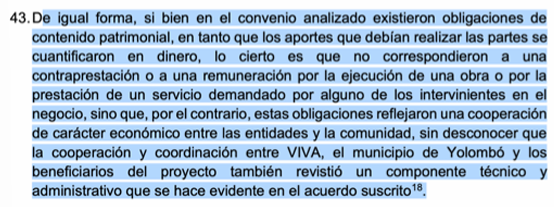 43.De igual forma, si bien en el convenio analizado existieron obligaciones de
contenido patrimonial, en tanto que los aportes que debían realizar las partes se
cuantificaron en dinero, lo cierto es que no correspondieron a una
contraprestación o a una remuneración por la ejecución de una obra o por la
prestación de un servicio demandado por alguno de los intervinientes en el
negocio, sino que, por el contrario, estas obligaciones reflejaron una cooperación
de carácter económico entre las entidades y la comunidad, sin desconocer que
la cooperación y coordinación entre VIVA, el municipio de Yolombó y los
beneficiarios del proyecto también revistió un componente técnico y
administrativo que se hace evidente en el acuerdo suscrito¹⁸.